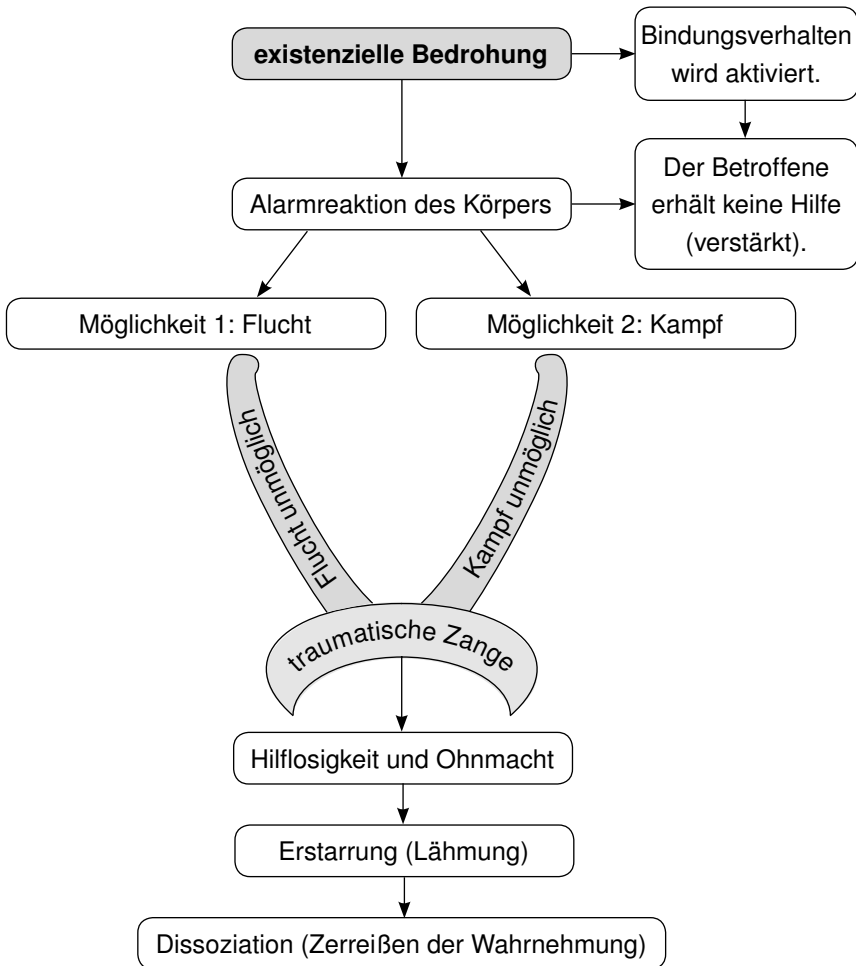 existenzielle Bedrohung
Bindungsverhalten
wird aktiviert.
Alarmreaktion des Körpers
Der Betroffene
erhält keine Hilfe
(verstärkt).
Möglichkeit 1: Flucht
Möglichkeit 2: Kampf
Flucht unmöglich
Kampf unmöglich
traumatische Zange
Hilflosigkeit und Ohnmacht
Erstarrung (Lähmung)
Dissoziation (Zerreißen der Wahrnehmung)